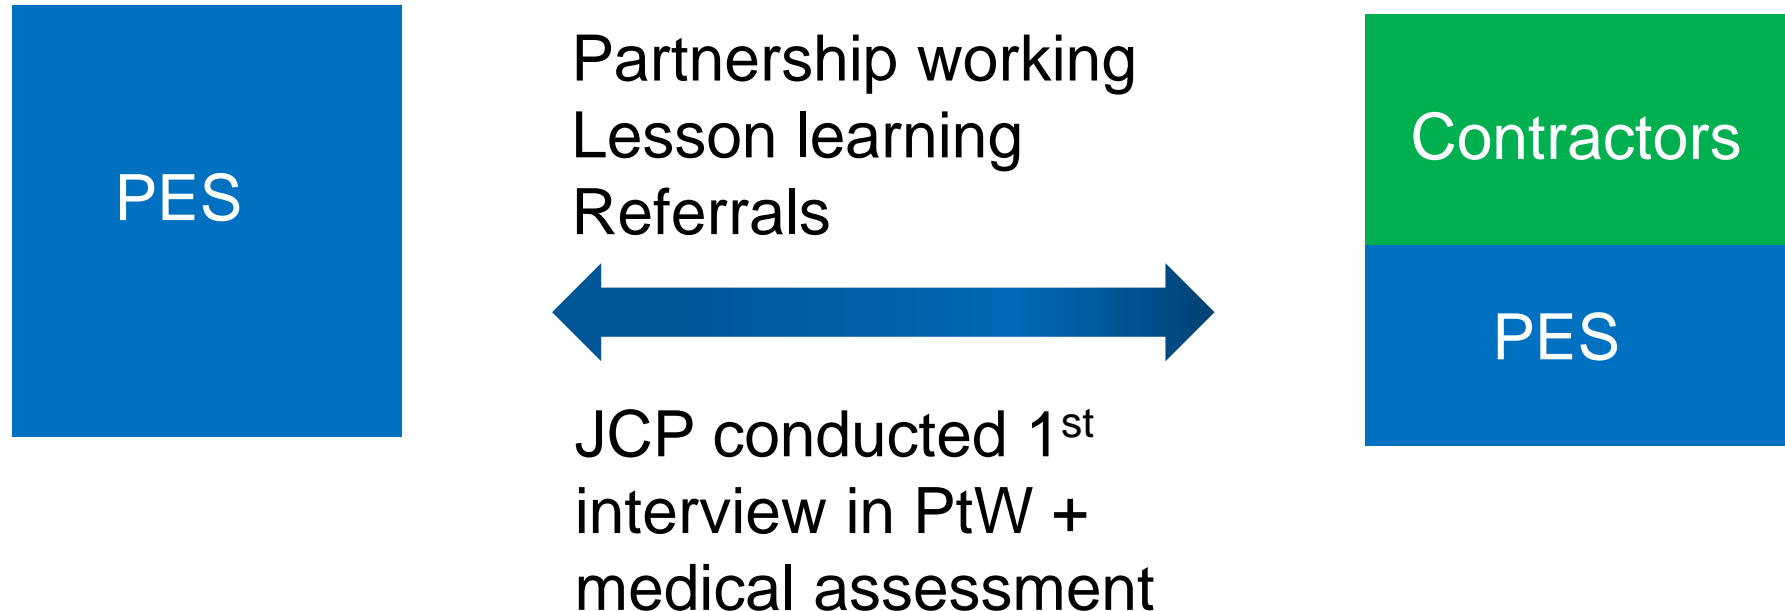 PES
Partnership working
Lesson learning
Referrals
JCP conducted 1st
interview in PtW +
medical assessment
Contractors
PES